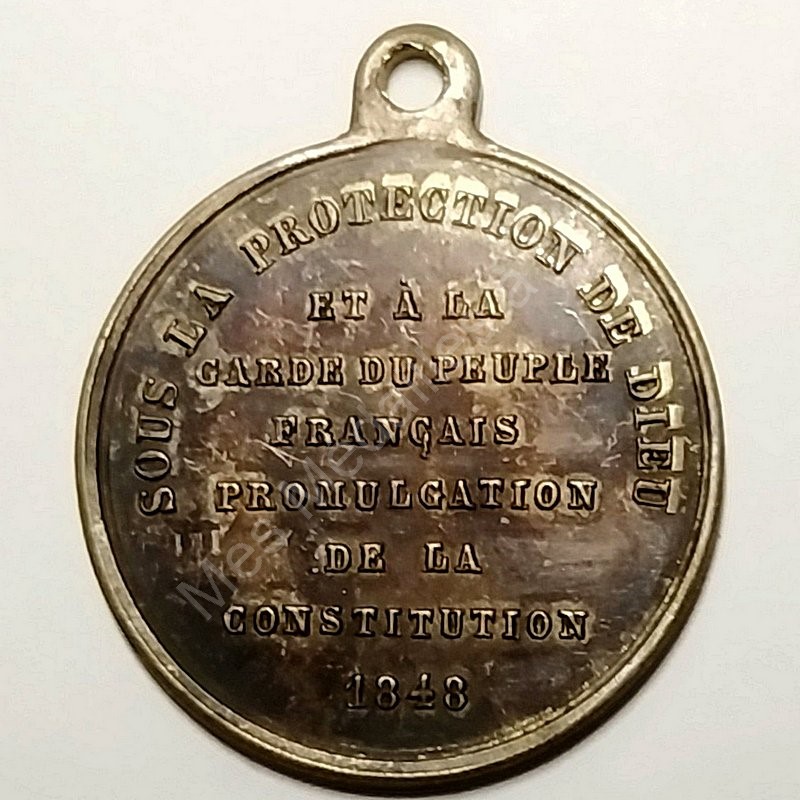 SOUS LA PROTECTION DE DIEU
ET À LA
GARDE DU PEUPLE
FRANÇAIS
PROMULGATION
DE LA
CONSTITUTION
1848